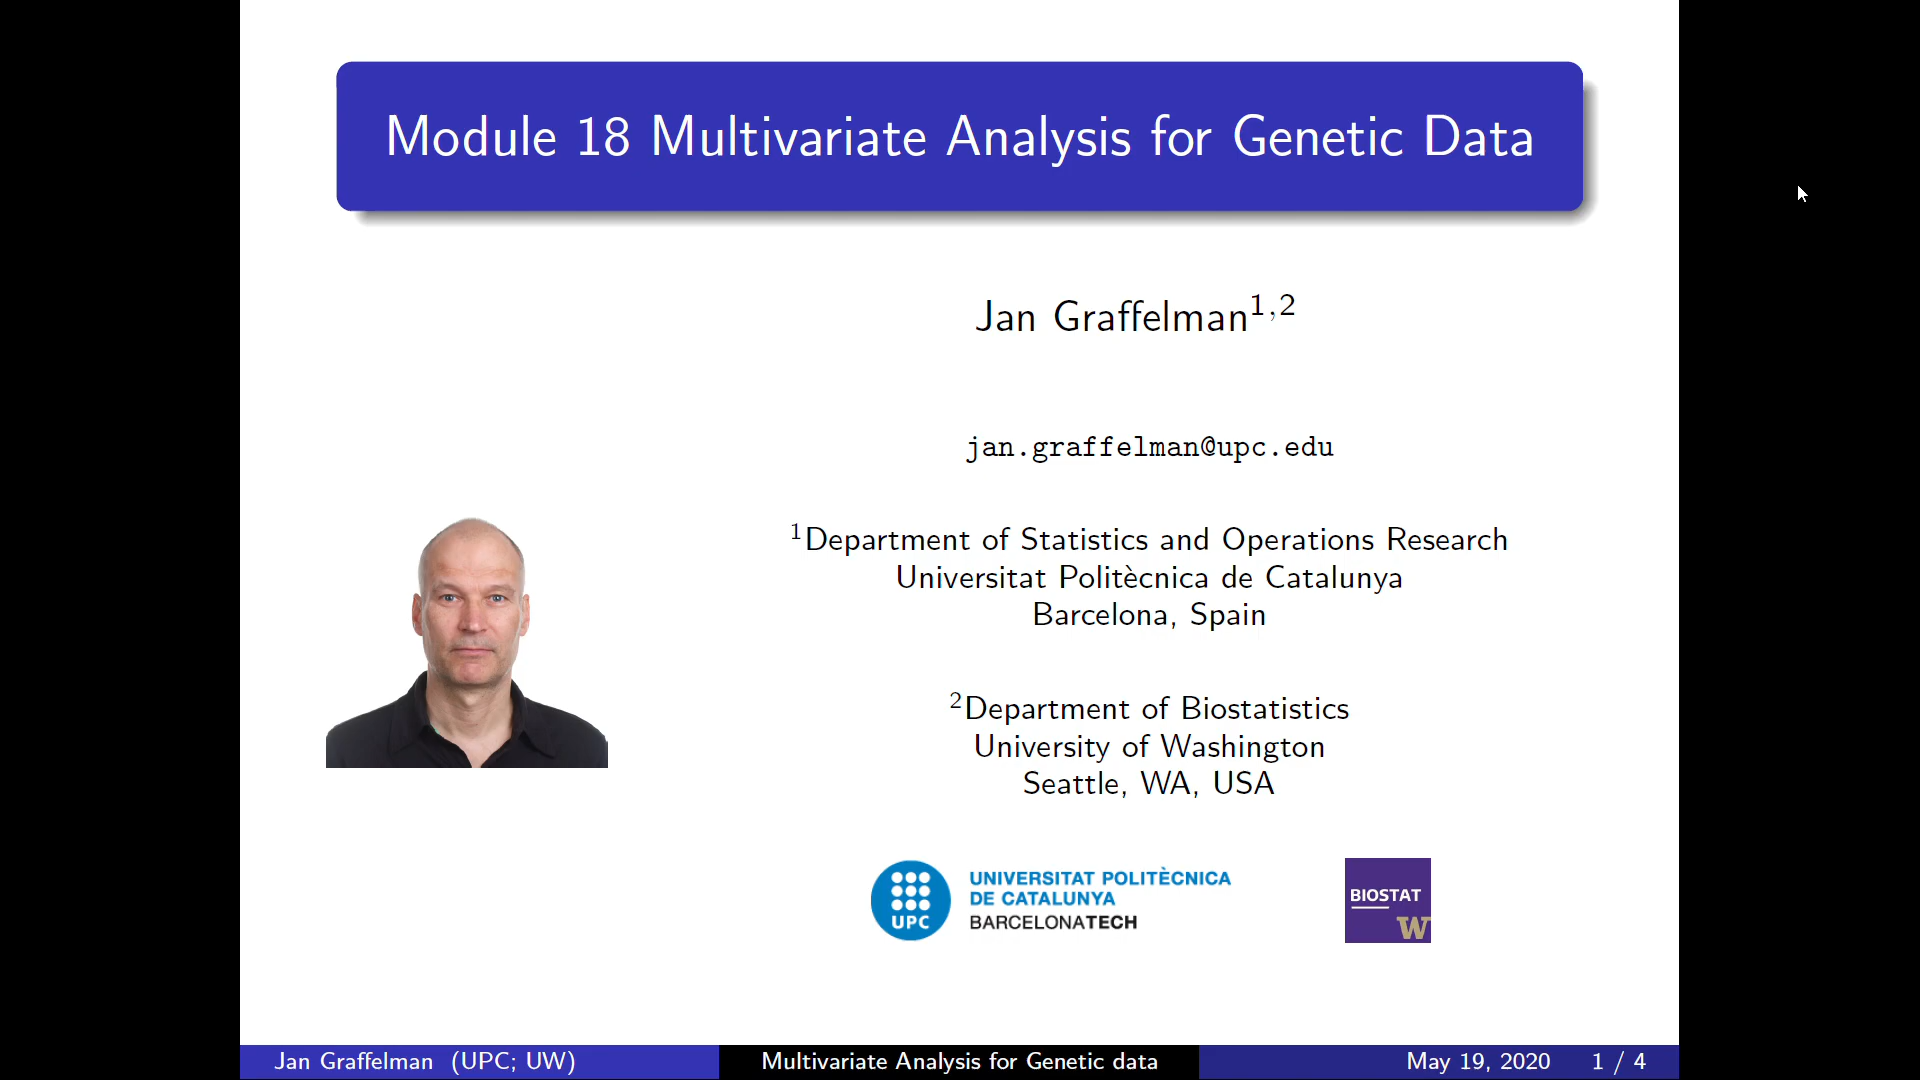 Module 18 Multivariate Analysis for Genetic Data
Jan Graffelman1,2
jan.graffelman@upc.edu
1Department of Statistics and Operations Research
Universitat Politècnica de Catalunya
Barcelona, Spain
2Department of Biostatistics
University of Washington
Seattle, WA, USA
UPC
UNIVERSITAT POLITÈCNICA
DE CATALUNYA
BARCELONATECH
BIOSTAT
W
Jan Graffelman (UPC; UW) Multivariate Analysis for Genetic data May 19, 2020 1 / 4